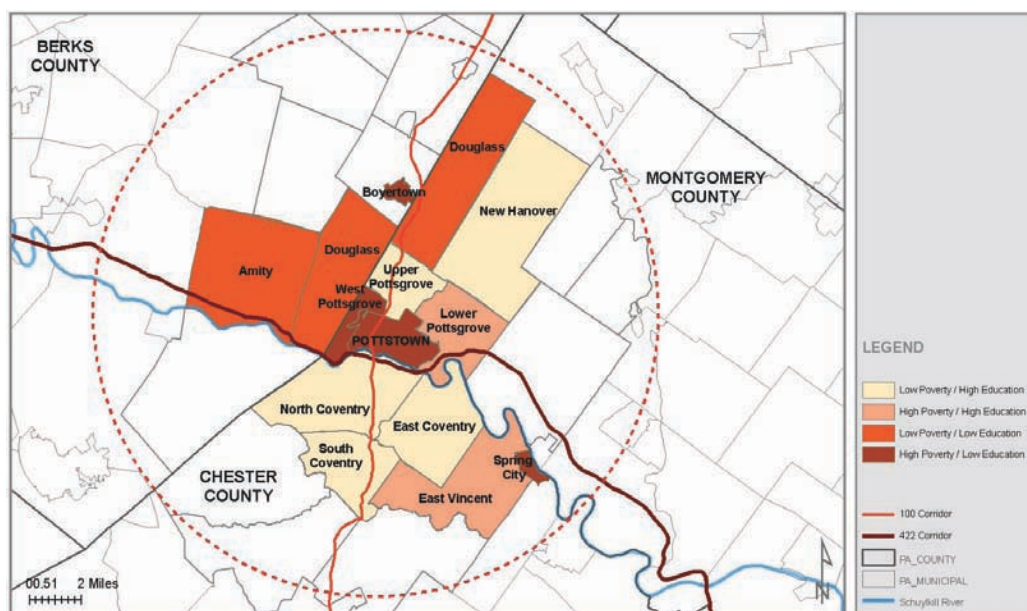 BERKS
COUNTY
Douglass
Boyertown
MONTGOMERY
COUNTY
New Hanover
Amity
Douglass
Upper
Pottsgrove
West
Pottsgrove
Lower
Pottsgrove
POTTSTOWN
North Coventry
East Coventry
South
Coventry
CHESTER
COUNTY
Spring
City
East Vincent
00.51 2 Miles
N
LEGEND
Low Poverty / High Education
High Poverty / High Education
Low Poverty / Low Education
High Poverty / Low Education
100 Corridor
422 Corridor
PA_COUNTY
PA_MUNICIPAL
Schuylkill River